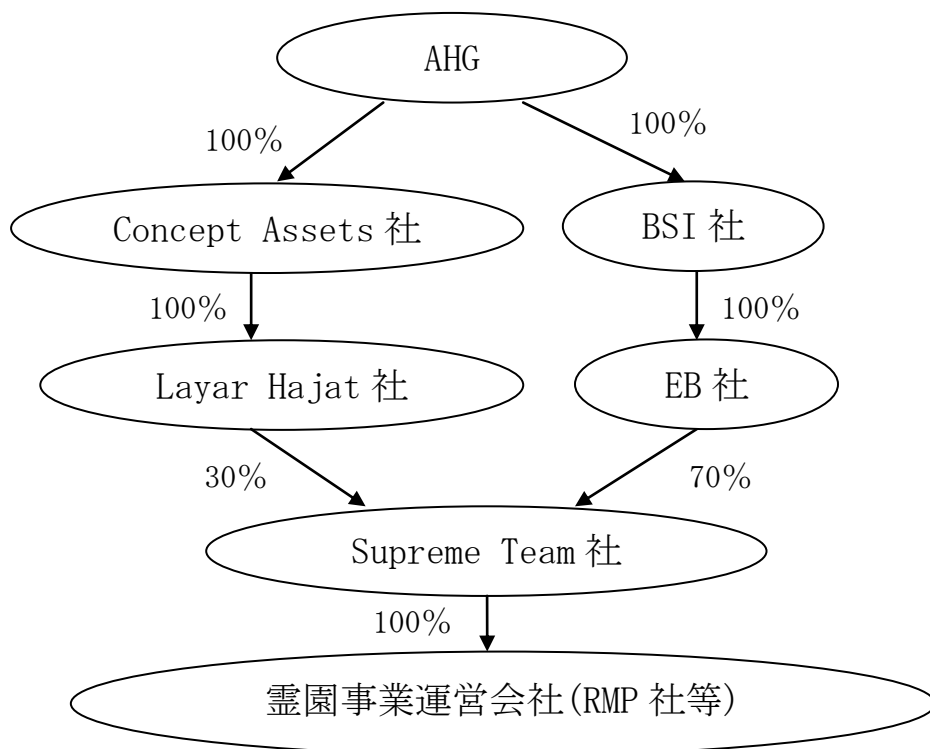 AHG
100%
100%
Concept Assets 社
BSI 社
100%
100%
Layar Hajat 社
EB 社
30%
70%
Supreme Team 社
100%
霊園事業運営会社(RMP 社等)